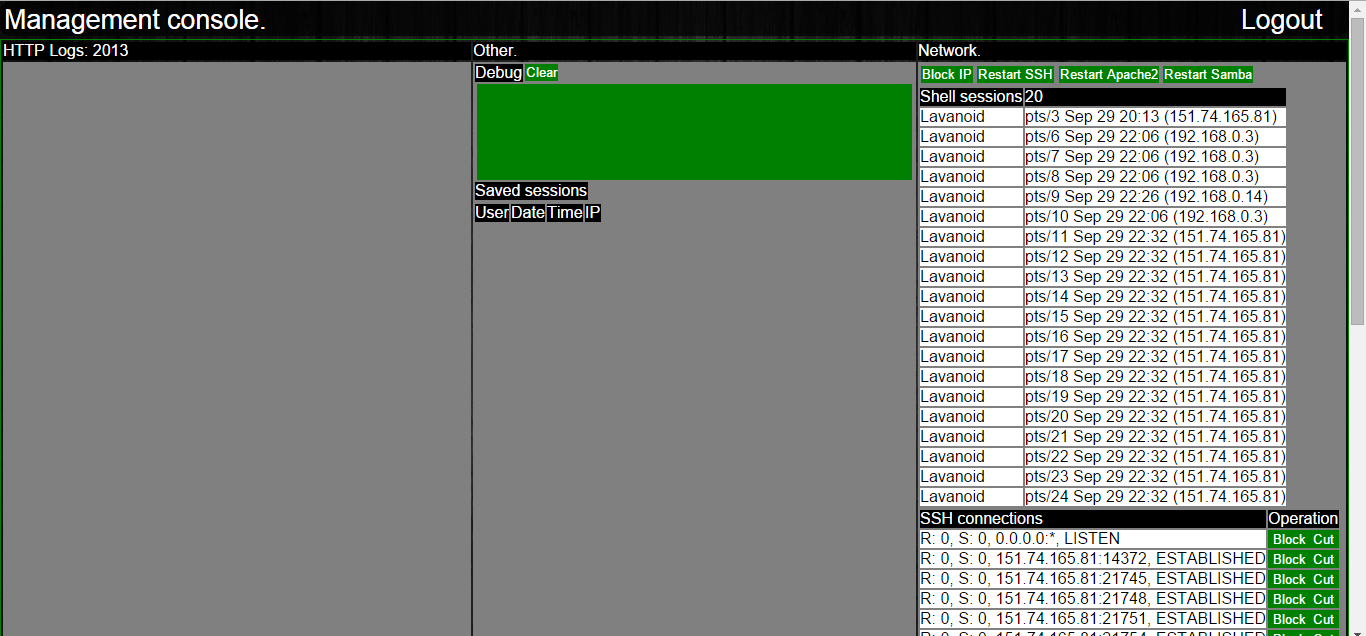 Management console.
Logout
HTTP Logs: 2013
Other.
Debug Clear
Saved sessions
User Date Time IP
Network.
Block IP Restart SSH Restart Apache2 Restart Samba
Shell sessions 20
Lavanoid pts/3 Sep 29 20:13 (151.74.165.81)
Lavanoid pts/6 Sep 29 22:06 (192.168.0.3)
Lavanoid pts/7 Sep 29 22:06 (192.168.0.3)
Lavanoid pts/8 Sep 29 22:06 (192.168.0.3)
Lavanoid pts/9 Sep 29 22:26 (192.168.0.14)
Lavanoid pts/10 Sep 29 22:06 (192.168.0.3)
Lavanoid pts/11 Sep 29 22:32 (151.74.165.81)
Lavanoid pts/12 Sep 29 22:32 (151.74.165.81)
Lavanoid pts/13 Sep 29 22:32 (151.74.165.81)
Lavanoid pts/14 Sep 29 22:32 (151.74.165.81)
Lavanoid pts/15 Sep 29 22:32 (151.74.165.81)
Lavanoid pts/16 Sep 29 22:32 (151.74.165.81)
Lavanoid pts/17 Sep 29 22:32 (151.74.165.81)
Lavanoid pts/18 Sep 29 22:32 (151.74.165.81)
Lavanoid pts/19 Sep 29 22:32 (151.74.165.81)
Lavanoid pts/20 Sep 29 22:32 (151.74.165.81)
Lavanoid pts/21 Sep 29 22:32 (151.74.165.81)
Lavanoid pts/22 Sep 29 22:32 (151.74.165.81)
Lavanoid pts/23 Sep 29 22:32 (151.74.165.81)
Lavanoid pts/24 Sep 29 22:32 (151.74.165.81)
SSH connections Operation
R: 0, S: 0, 0.0.0.0:*, LISTEN Block Cut
R: 0, S: 0, 151.74.165.81:14372, ESTABLISHED Block Cut
R: 0, S: 0, 151.74.165.81:21745, ESTABLISHED Block Cut
R: 0, S: 0, 151.74.165.81:21748, ESTABLISHED Block Cut
R: 0, S: 0, 151.74.165.81:21751, ESTABLISHED Block Cut